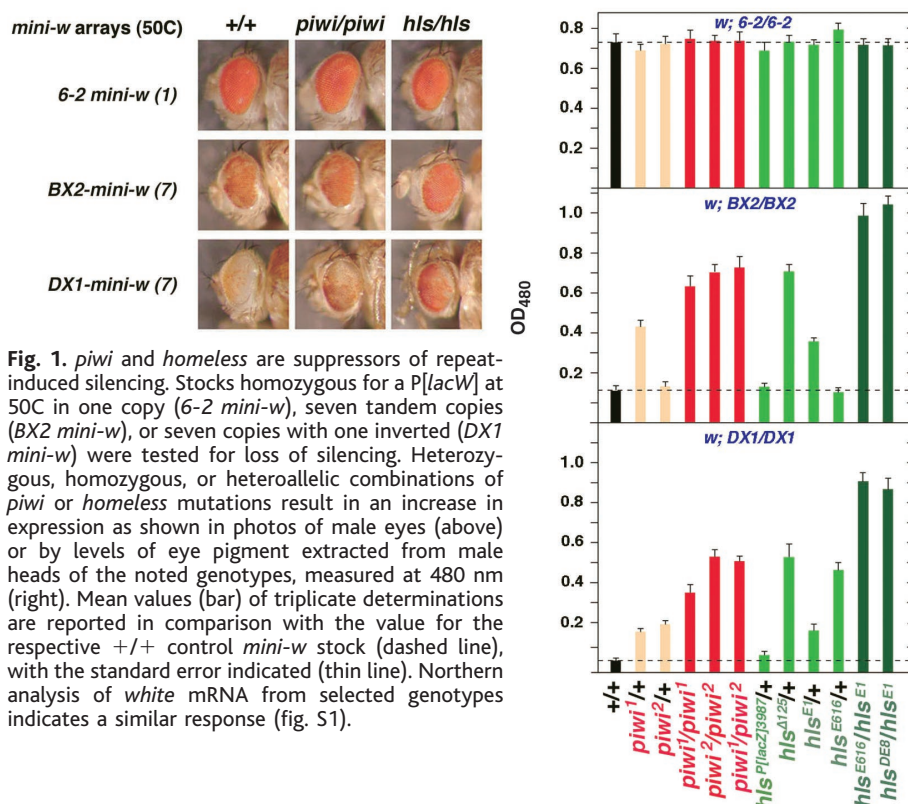 mini-w arrays (50C)
+/+
piwi/piwi
hls/hls
6-2 mini-w (1)
BX2-mini-w (7)
DX1-mini-w (7)
Fig. 1. piwi and homeless are suppressors of repeat-
induced silencing. Stocks homozygous for a P[lacW] at
50C in one copy (6-2 mini-w), seven tandem copies
(BX2 mini-w), or seven copies with one inverted (DX1
mini-w) were tested for loss of silencing. Heterozy-
gous, homozygous, or heteroallelic combinations of
piwi or homeless mutations result in an increase in
expression as shown in photos of male eyes (above)
or by levels of eye pigment extracted from male
heads of the noted genotypes, measured at 480 nm
(right). Mean values (bar) of triplicate determinations
are reported in comparison with the value for the
respective +/+ control mini-w stock (dashed line),
with the standard error indicated (thin line). Northern
analysis of white mRNA from selected genotypes
indicates a similar response (fig. S1).
OD480
w; 6-2/6-2
0.8
0.6
0.4
0.2
w; BX2/BX2
1.0
0.8
0.6
0.4
0.2
w; DX1/DX1
1.0
0.8
0.6
0.4
0.2
+/+
piwi1/+
piwi2/+
piwi1/piwi1
piwi2/piwi2
piwi1/piwi2
hlsP[lacZ]3987/+
hlsΔ125/+
hlsE1/+
hlsE616/+
hlsE616/hlsE1
hlsDE8/hlsE1